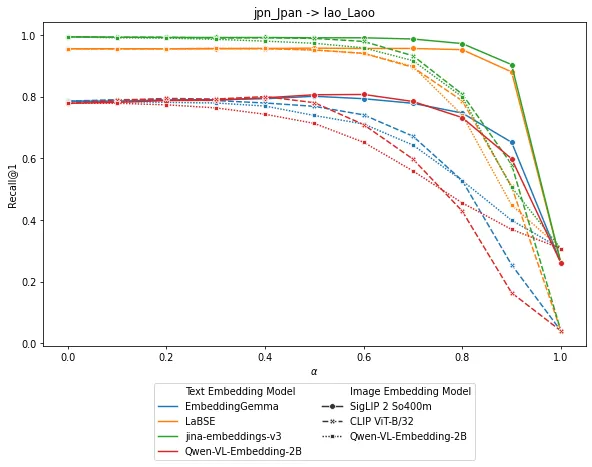 jpn_Jpan -> lao_Laoo
Recall@1
1.0
0.8
0.6
0.4
0.2
0.0
0.0 0.2 0.4 0.6 0.8 1.0
α
Text Embedding Model
EmbeddingGemma
LaBSE
jina-embeddings-v3
Qwen-VL-Embedding-2B
Image Embedding Model
SigLIP 2 So400m
CLIP ViT-B/32
Qwen-VL-Embedding-2B